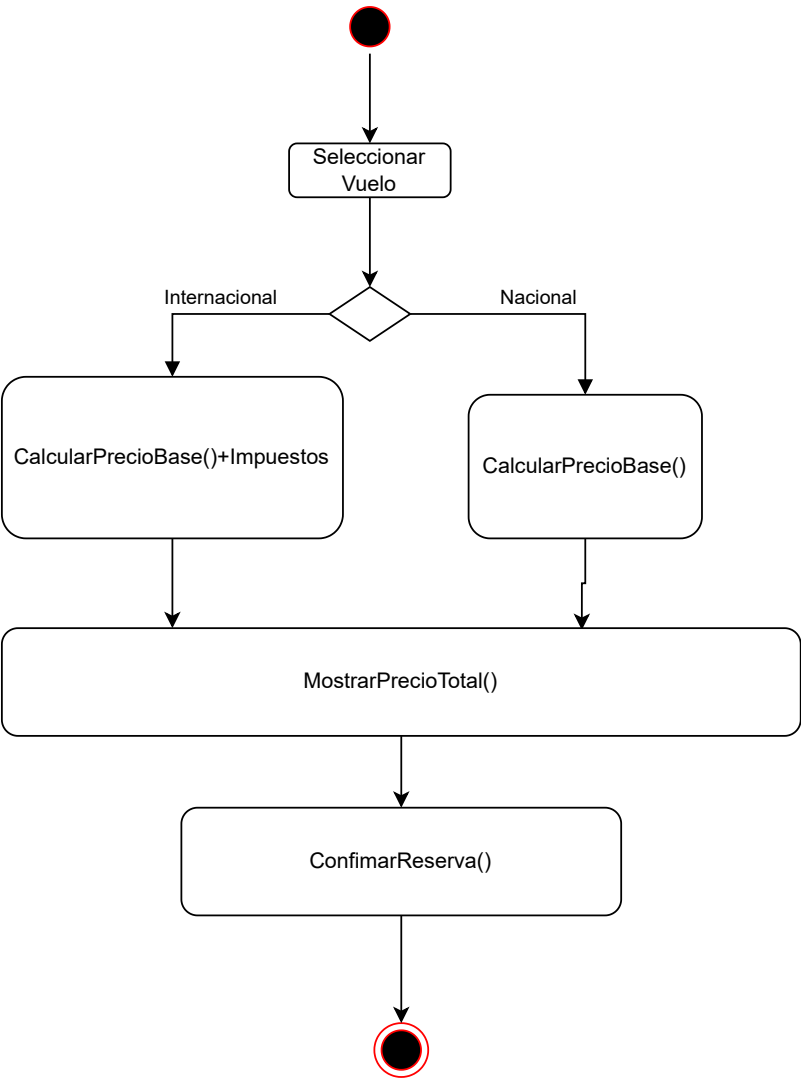 Seleccionar
Vuelo
Internacional
Nacional
CalcularPrecioBase()+Impuestos
CalcularPrecioBase()
MostrarPrecioTotal()
ConfimarReserva()